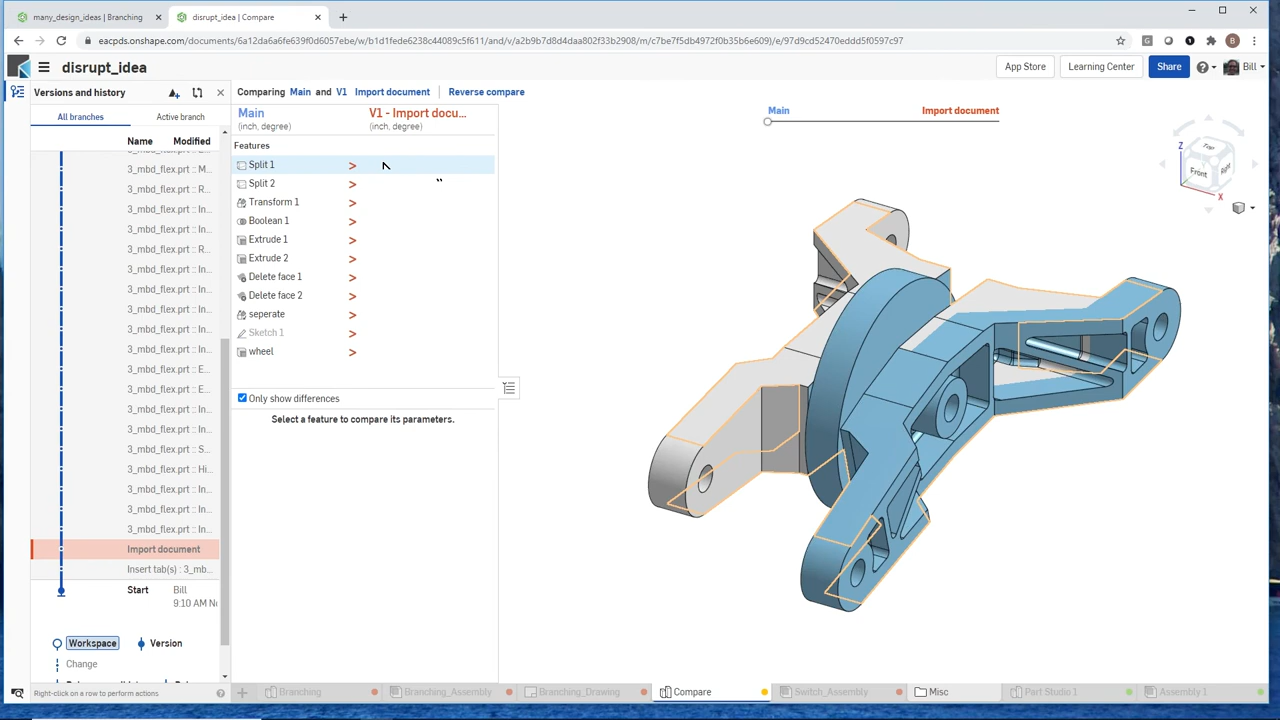 many_design_ideas | Branching
disrupt_idea | Compare
eacpds.onshape.com/documents/6a12da6a6fe639f0d6057ebe/w/b1d1fede6238c44089c5f611/and/v/a2b9b7d8d4daa802f33b2908/m/c7be7f5db4972f0b35b6e609/e/97d9cd52470eddd5f0597c97
disrupt_idea
App Store
Learning Center
Share
Bill
Versions and history
All branches
Active branch
Name Modified
3_mbd_flex.prt :: M...
3_mbd_flex.prt :: R...
3_mbd_flex.prt :: In...
3_mbd_flex.prt :: In...
3_mbd_flex.prt :: R...
3_mbd_flex.prt :: In...
3_mbd_flex.prt :: In...
3_mbd_flex.prt :: In...
3_mbd_flex.prt :: In...
3_mbd_flex.prt :: In...
3_mbd_flex.prt :: E...
3_mbd_flex.prt :: E...
3_mbd_flex.prt :: In...
3_mbd_flex.prt :: In...
3_mbd_flex.prt :: S...
3_mbd_flex.prt :: Hi...
3_mbd_flex.prt :: In...
3_mbd_flex.prt :: In...
3_mbd_flex.prt :: In...
Import document
Insert tab(s) : 3_mb...
Start Bill
9:10 AM N
Workspace Version
Change
Right-click on a row to perform actions
Comparing Main and V1 Import document Reverse compare
Main V1 - Import docu...
(inch, degree) (inch, degree)
Features
Split 1 >
Split 2 >
Transform 1 >
Boolean 1 >
Extrude 1 >
Extrude 2 >
Delete face 1 >
Delete face 2 >
seperate >
Sketch 1 >
wheel >
Only show differences
Select a feature to compare its parameters.
Main Import document
Z
Top
Front
Right
X
Branching
Branching_Assembly
Branching_Drawing
Compare
Switch_Assembly
Misc
Part Studio 1
Assembly 1